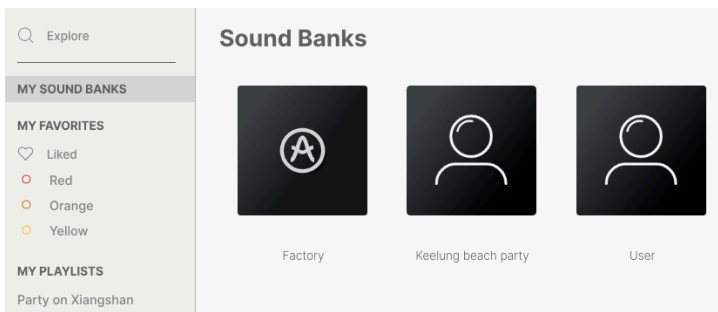 Explore
MY SOUND BANKS
MY FAVORITES
Liked
Red
Orange
Yellow
MY PLAYLISTS
Party on Xiangshan
Sound Banks
Factory
Keelung beach party
User